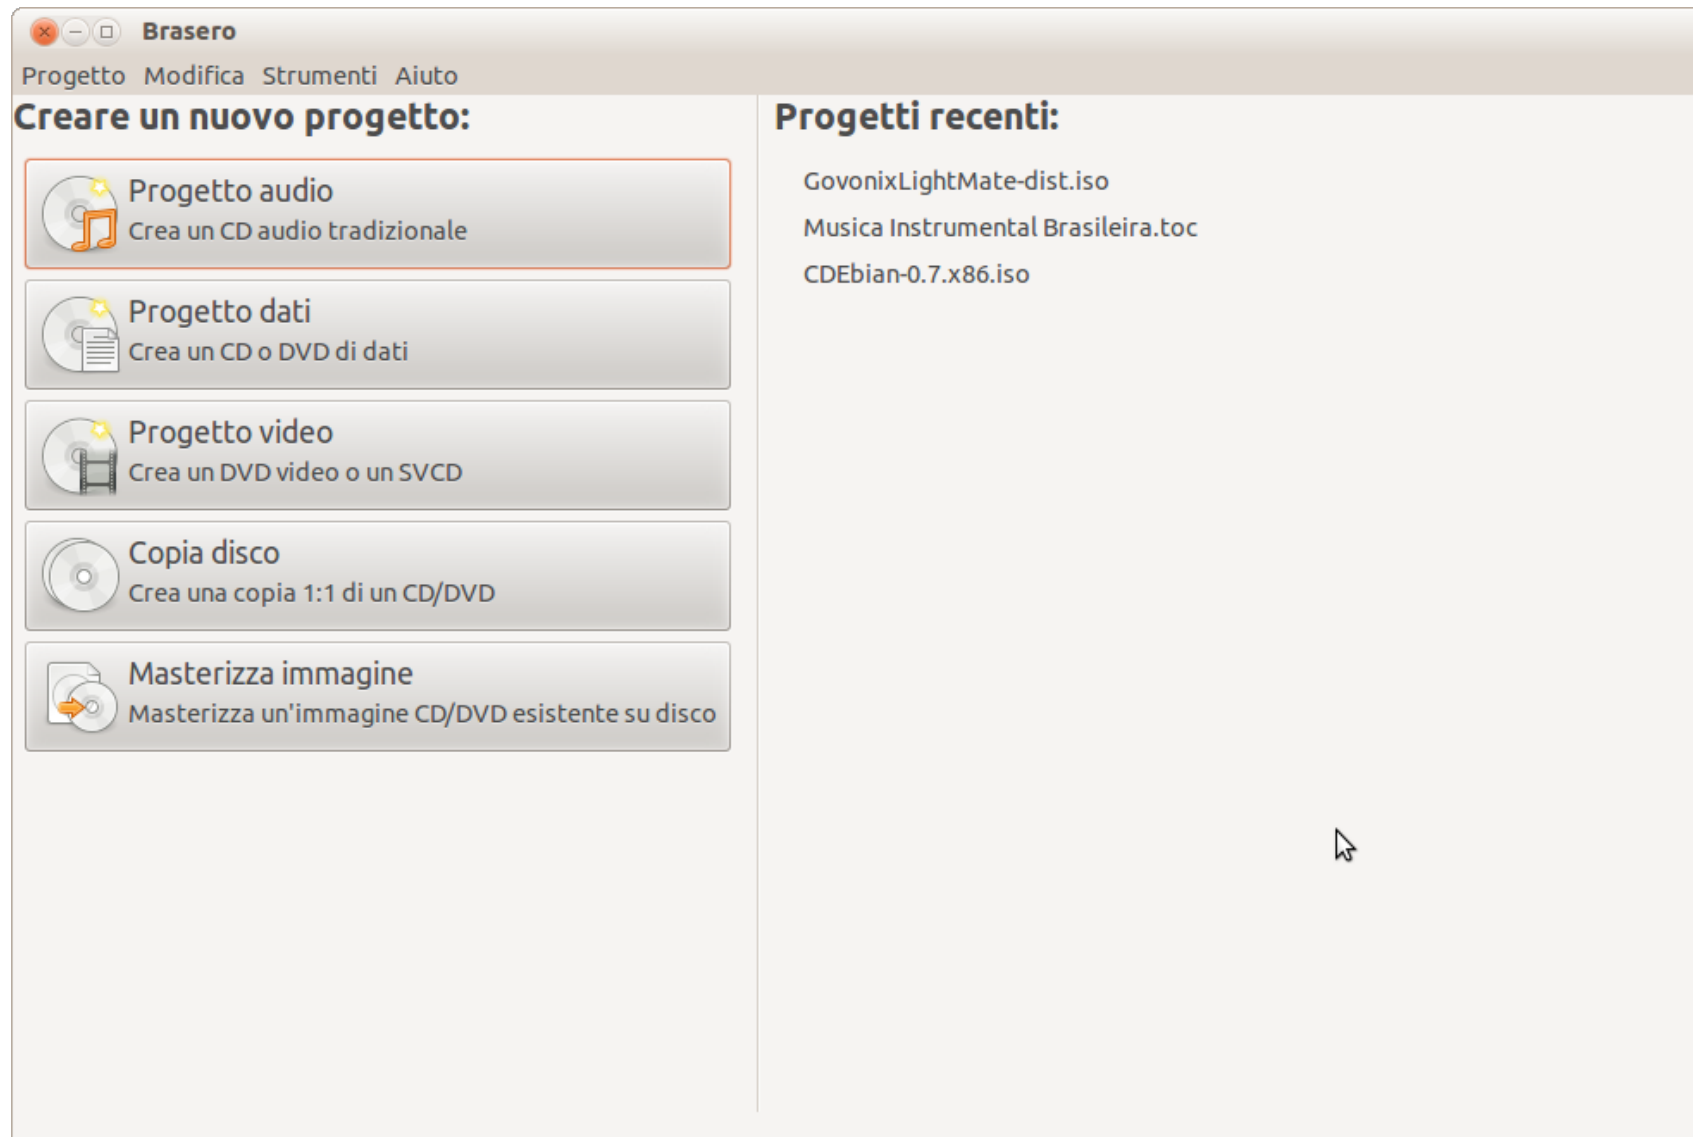 Brasero
Progetto Modifica Strumenti Aiuto
Creare un nuovo progetto:
Progetto audio
Crea un CD audio tradizionale
Progetto dati
Crea un CD o DVD di dati
Progetto video
Crea un DVD video o un SVCD
Copia disco
Crea una copia 1:1 di un CD/DVD
Masterizza immagine
Masterizza un'immagine CD/DVD esistente su disco
Progetti recenti:
GovonixLightMate-dist.iso
Musica Instrumental Brasileira.toc
CDEbian-0.7.x86.iso